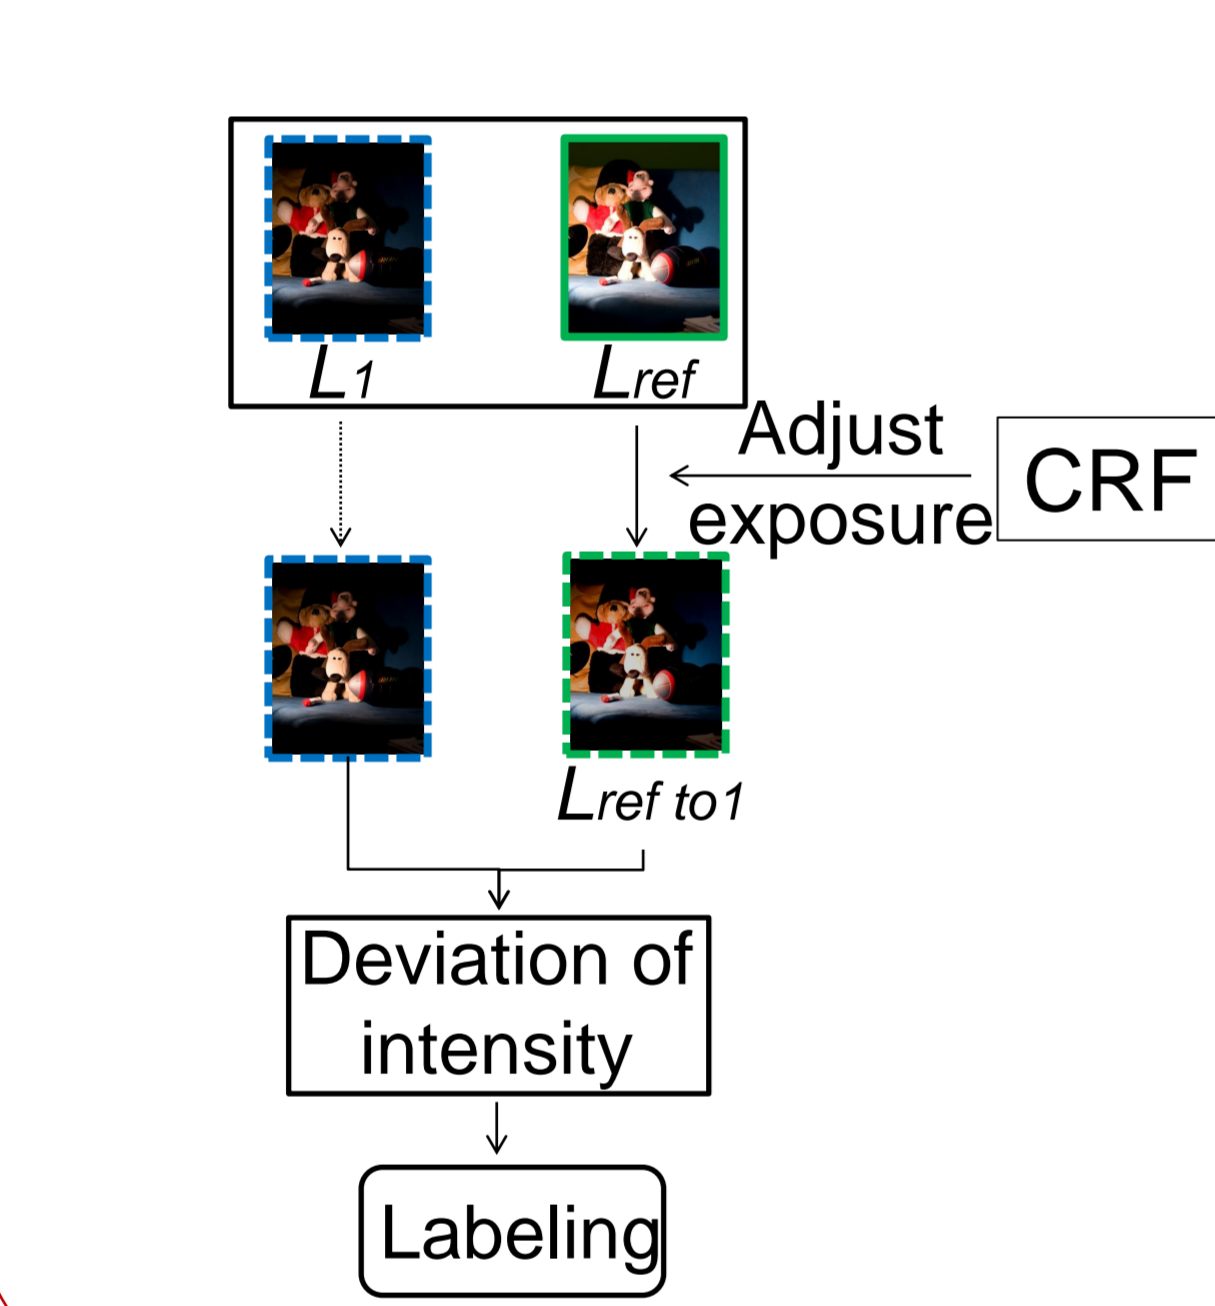 L1
Lref
Adjust
exposure
CRF
Lref to1
Deviation of
intensity
Labeling